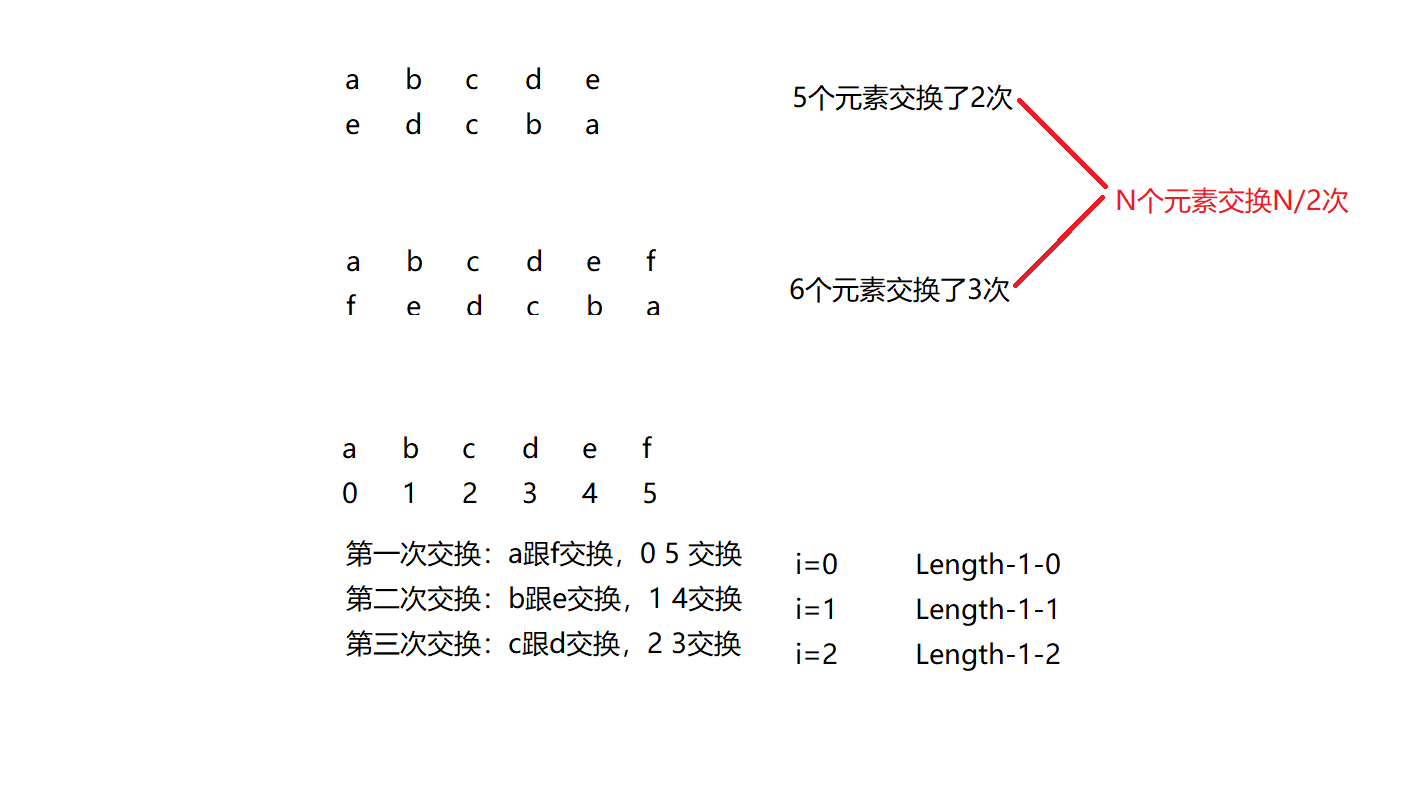 a b c d e
e d c b a
5个元素交换了2次
N个元素交换N/2次
a b c d e f
f e d c b a
6个元素交换了3次
a b c d e f
0 1 2 3 4 5
第一次交换：a跟f交换，0 5 交换 i=0 Length-1-0
第二次交换：b跟e交换，1 4交换 i=1 Length-1-1
第三次交换：c跟d交换，2 3交换 i=2 Length-1-2